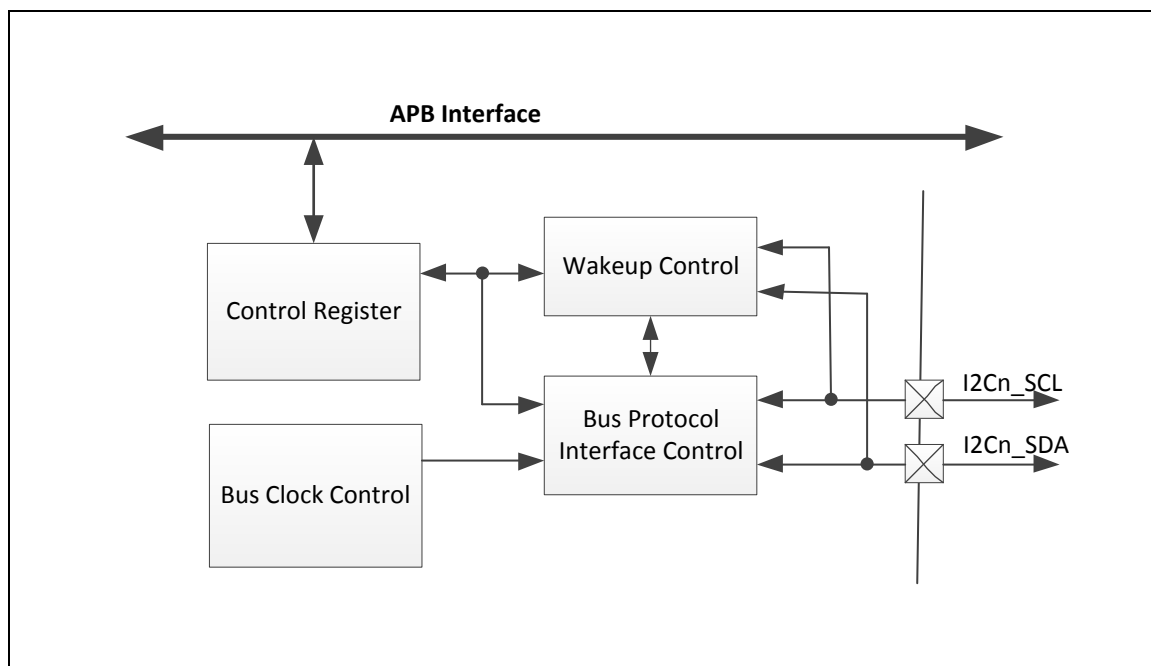 APB Interface
Wakeup Control
Control Register
I2Cn_SCL
Bus Protocol
Interface Control
I2Cn_SDA
Bus Clock Control